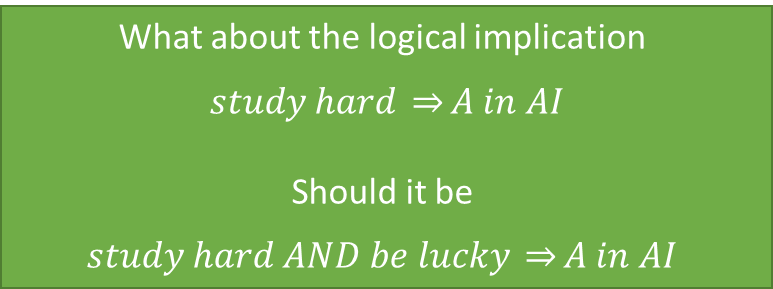 What about the logical implication
study hard ⇒ A in AI
Should it be
study hard AND be lucky ⇒ A in AI